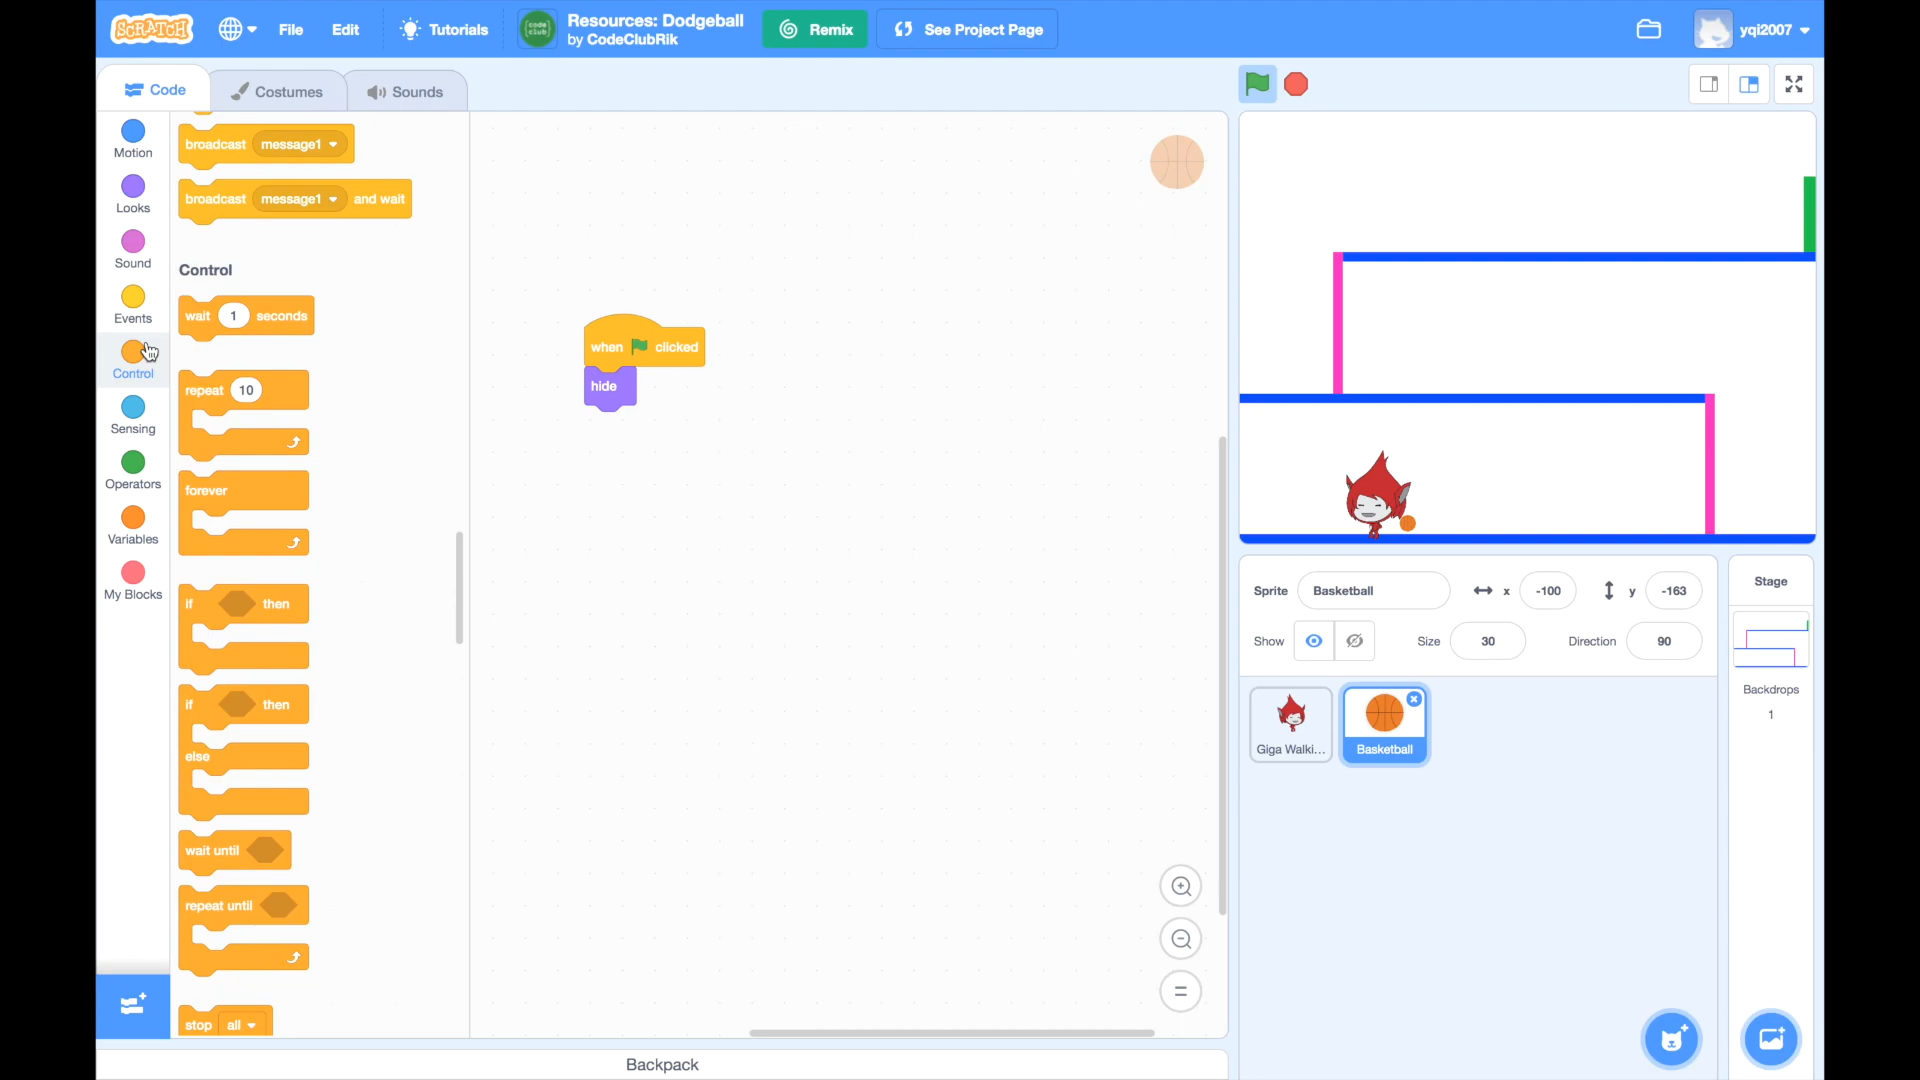 SCRATCH
File
Edit
Tutorials
code club
Resources: Dodgeball
by CodeClubRik
Remix
See Project Page
yqi2007
Code
Costumes
Sounds
Motion
Looks
Sound
Events
Control
Sensing
Operators
Variables
My Blocks
broadcast message1
broadcast message1 and wait
Control
wait 1 seconds
repeat 10
forever
if then
if then
else
wait until
repeat until
stop all
when clicked
hide
Backpack
Sprite Basketball x -100 y -163
Show Size 30 Direction 90
Giga Walki...
Basketball
Stage
Backdrops
1